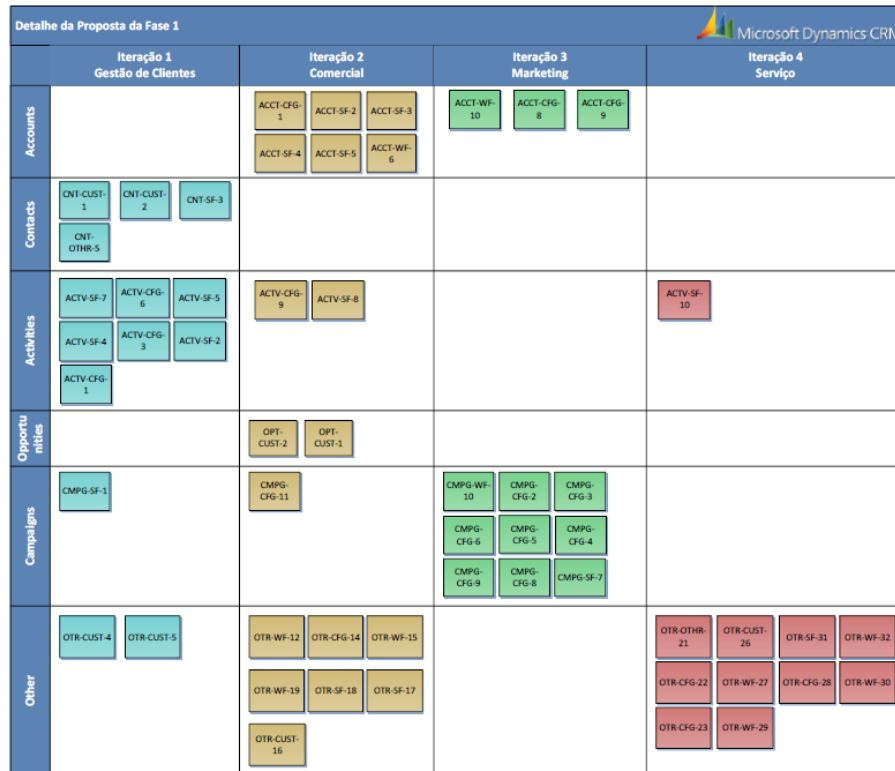 Detalhe da Proposta da Fase 1
Microsoft Dynamics CRM
Iteração 1
Gestão de Clientes
Iteração 2
Comercial
Iteração 3
Marketing
Iteração 4
Serviço
Accounts
ACCT-CFG-
1
ACCT-SF-2
ACCT-SF-3
ACCT-SF-4
ACCT-SF-5
ACCT-WF-
6
ACCT-WF-
10
ACCT-CFG-
8
ACCT-CFG-
9
Contacts
CNT-CUST-
1
CNT-CUST-
2
CNT-SF-3
CNT-
OTHR-5
Activities
ACTV-SF-7
ACTV-CFG-
6
ACTV-SF-5
ACTV-SF-4
ACTV-CFG-
3
ACTV-SF-2
ACTV-CFG-
1
ACTV-CFG-
9
ACTV-SF-8
ACTV-SF-
10
Opportu
nities
OPT-
CUST-2
OPT-
CUST-1
Campaigns
CMPG-SF-1
CMPG-
CFG-11
CMPG-WF-
10
CMPG-
CFG-2
CMPG-
CFG-3
CMPG-
CFG-6
CMPG-
CFG-5
CMPG-
CFG-4
CMPG-
CFG-9
CMPG-
CFG-8
CMPG-SF-7
Other
OTR-CUST-4
OTR-CUST-5
OTR-WF-12
OTR-CFG-14
OTR-WF-15
OTR-WF-19
OTR-SF-18
OTR-SF-17
OTR-CUST-
16
OTR-OTHR-
21
OTR-CUST-
26
OTR-SF-31
OTR-WF-32
OTR-CFG-22
OTR-WF-27
OTR-CFG-28
OTR-WF-30
OTR-CFG-23
OTR-WF-29